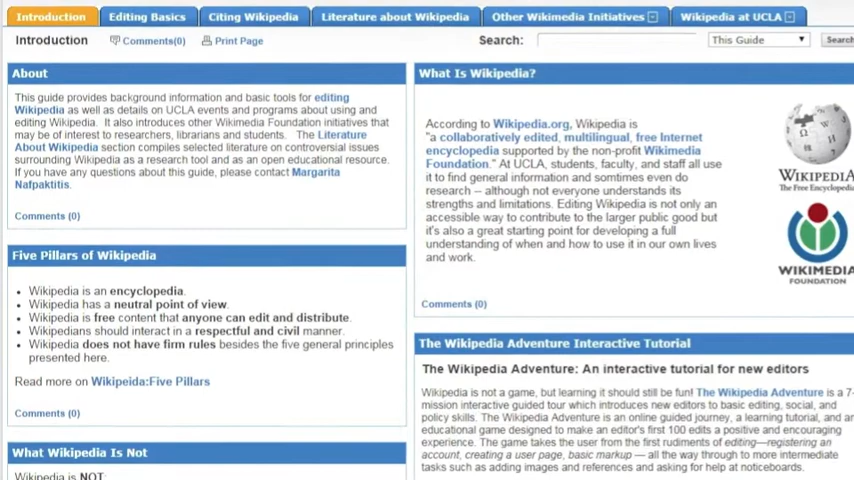 Introduction
Editing Basics
Citing Wikipedia
Literature about Wikipedia
Other Wikimedia Initiatives
Wikipedia at UCLA
Introduction
Comments(0)
Print Page
Search:
This Guide
Search
About
This guide provides background information and basic tools for editing
Wikipedia as well as details on UCLA events and programs about using and
editing Wikipedia. It also introduces other Wikimedia Foundation initiatives that
may be of interest to researchers, librarians and students. The Literature
About Wikipedia section compiles selected literature on controversial issues
surrounding Wikipedia as a research tool and as an open educational resource.
If you have any questions about this guide, please contact Margarita
Nafpaktitis.
Comments (0)
Five Pillars of Wikipedia
• Wikipedia is an encyclopedia.
• Wikipedia has a neutral point of view.
• Wikipedia is free content that anyone can edit and distribute.
• Wikipedians should interact in a respectful and civil manner.
• Wikipedia does not have firm rules besides the five general principles
presented here.
Read more on Wikipeida:Five Pillars
Comments (0)
What Wikipedia Is Not
Wikipedia is NOT:
What Is Wikipedia?
According to Wikipedia.org, Wikipedia is
"a collaboratively edited, multilingual, free Internet
encyclopedia supported by the non-profit Wikimedia
Foundation." At UCLA, students, faculty, and staff all use
it to find general information and somtimes even do
research -- although not everyone understands its
strengths and limitations. Editing Wikipedia is not only an
accessible way to contribute to the larger public good but
it's also a great starting point for developing a full
understanding of when and how to use it in our own lives
and work.
WIKIPEDIA
The Free Encyclopedia
WIKIMEDIA
FOUNDATION
Comments (0)
The Wikipedia Adventure Interactive Tutorial
The Wikipedia Adventure: An interactive tutorial for new editors
Wikipedia is not a game, but learning it should still be fun! The Wikipedia Adventure is a 7-
mission interactive guided tour which introduces new editors to basic editing, social, and
policy skills. The Wikipedia Adventure is an online guided journey, a learning tutorial, and an
educational game designed to make an editor's first 100 edits a positive and encouraging
experience. The game takes the user from the first rudiments of editing—registering an
account, creating a user page, basic markup — all the way through to more intermediate
tasks such as adding images and references and asking for help at noticeboards.